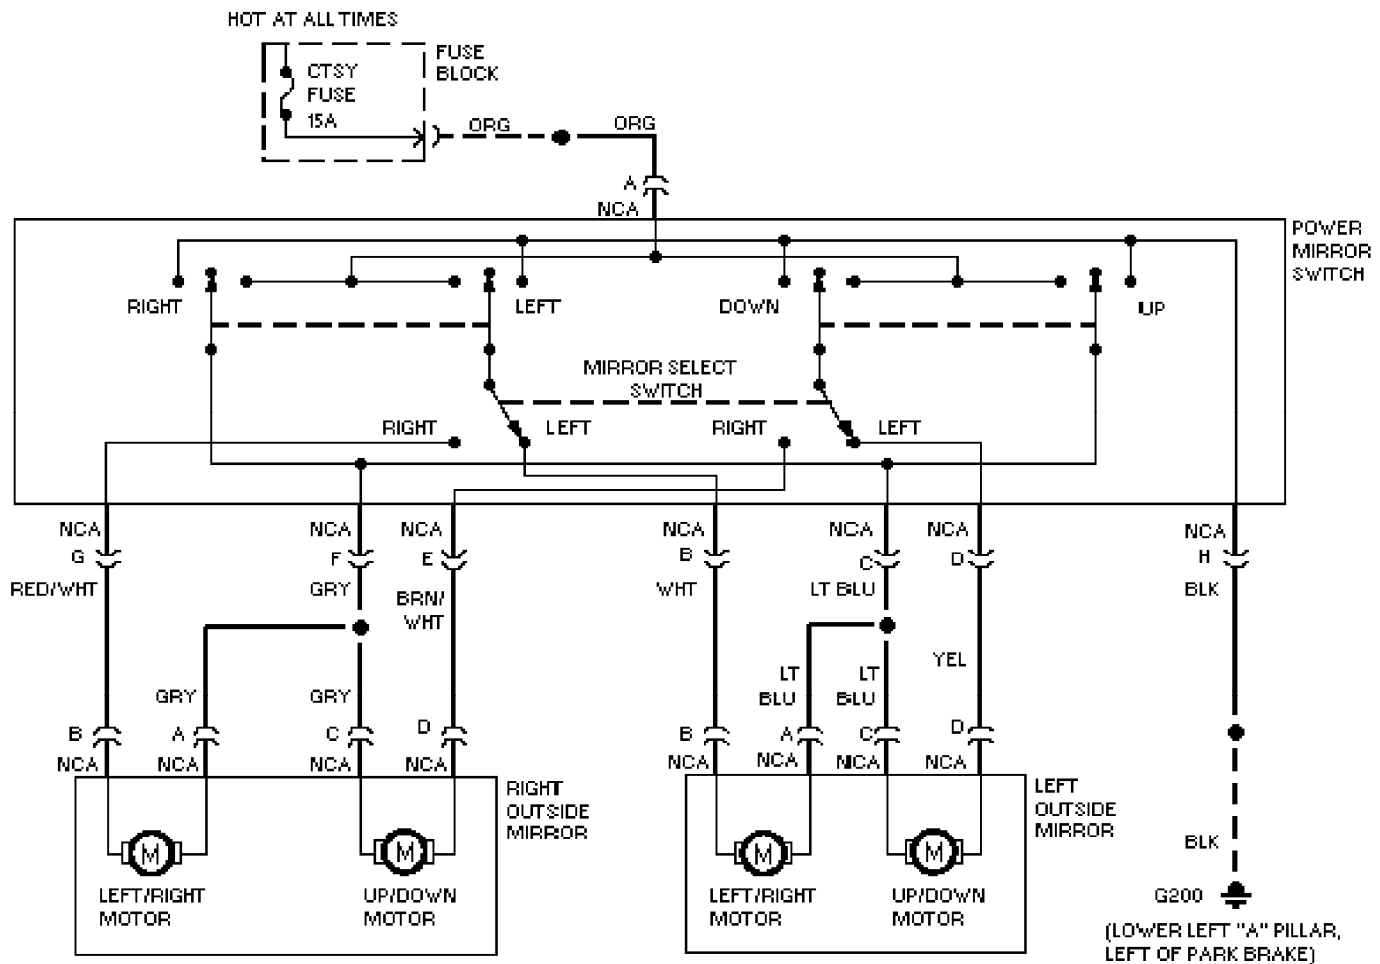 HOT AT ALL TIMES
CTSY
FUSE
15A
FUSE
BLOCK
ORG
ORG
A
NCA
POWER
MIRROR
SWITCH
RIGHT
LEFT
DOWN
UP
MIRROR SELECT
SWITCH
RIGHT
LEFT
RIGHT
LEFT
NCA
NCA
NCA
NCA
NCA
NCA
NCA
G
F
E
B
C
D
H
RED/WHT
GRY
BRN/
WHT
WHT
LT BLU
BLK
YEL
GRY
GRY
LT
BLU
LT
BLU
B
A
C
D
B
A
C
D
NCA
NCA
NCA
NCA
NCA
NCA
NCA
NCA
RIGHT
OUTSIDE
MIRROR
LEFT
OUTSIDE
MIRROR
M
M
M
M
BLK
LEFT/RIGHT
MOTOR
UP/DOWN
MOTOR
LEFT/RIGHT
MOTOR
UP/DOWN
MOTOR
G200
(LOWER LEFT "A" PILLAR,
LEFT OF PARK BRAKE)